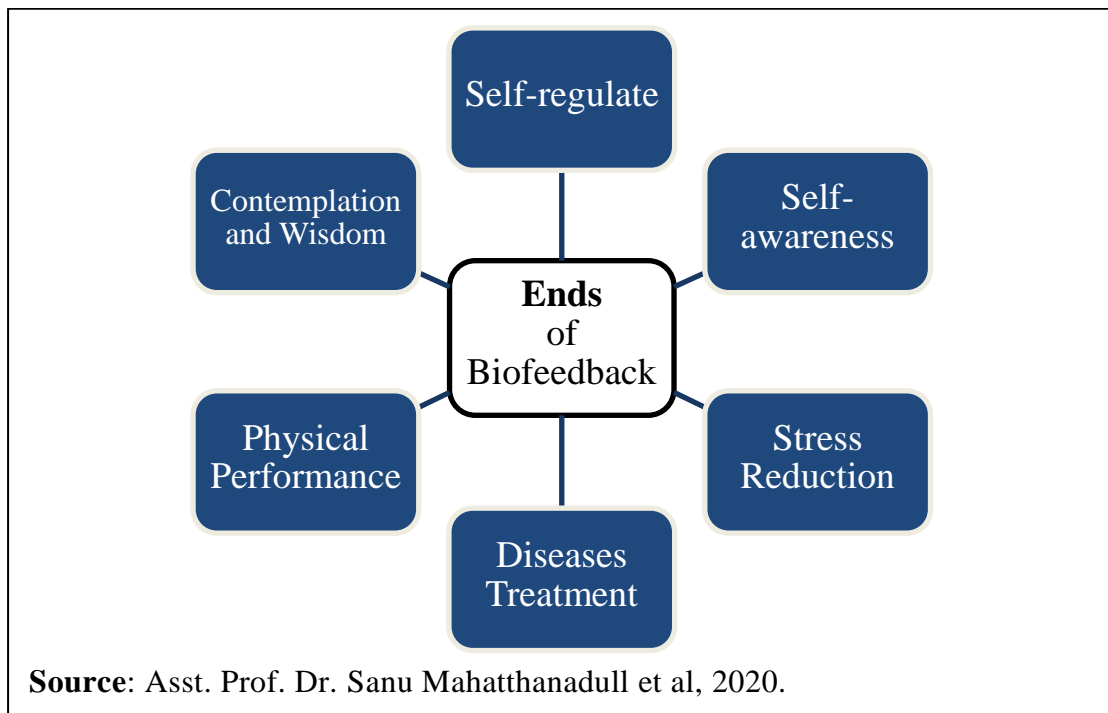 Self-regulate
Contemplation
and Wisdom
Self-
awareness
Ends
of
Biofeedback
Physical
Performance
Stress
Reduction
Diseases
Treatment
Source: Asst. Prof. Dr. Sanu Mahatthanadull et al, 2020.